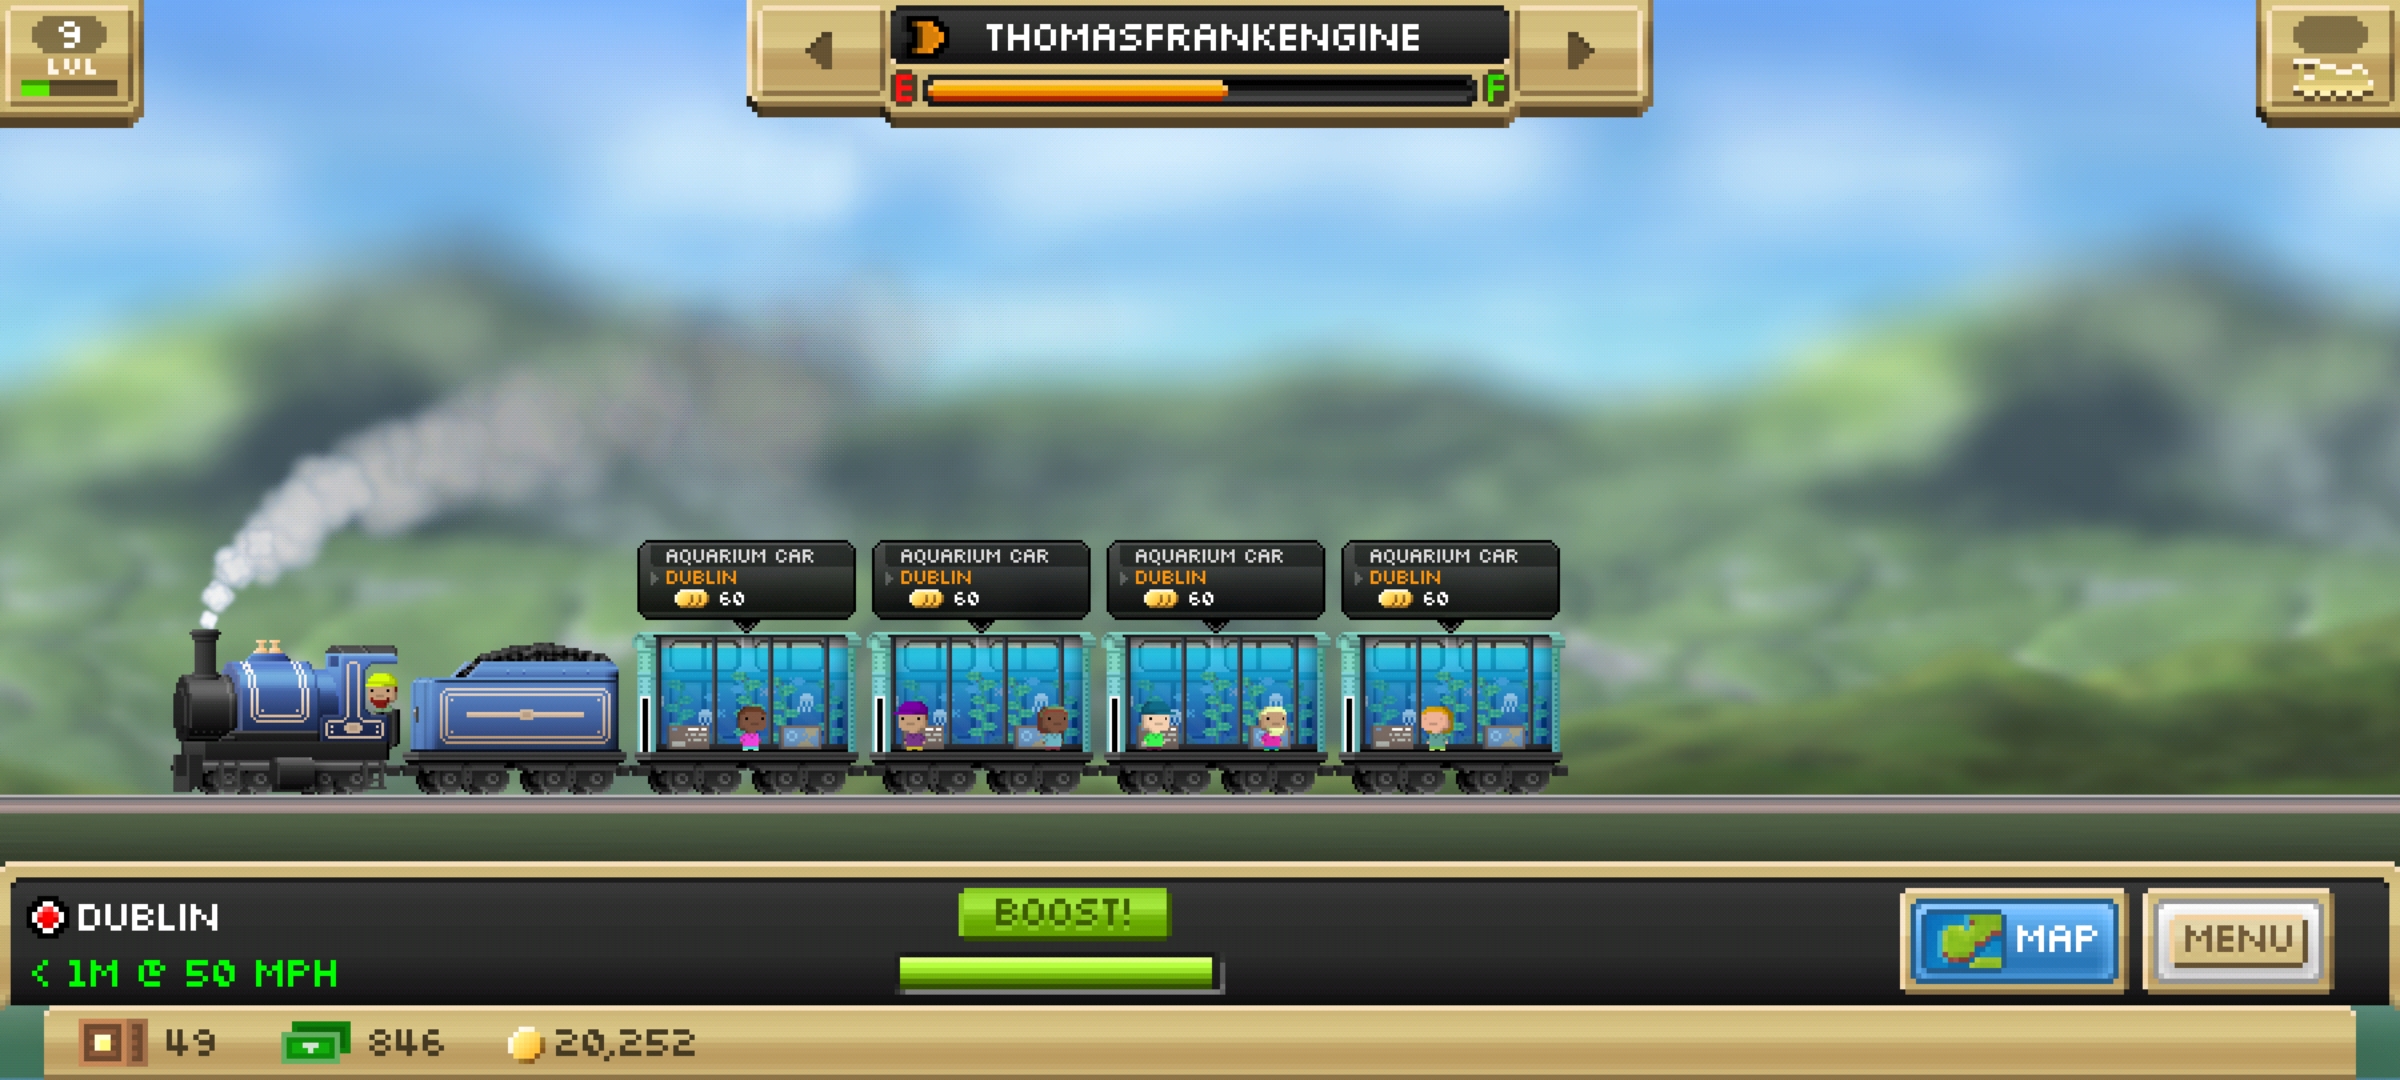 9
LVL
THOMASFRANKENGINE
E F
AQUARIUM CAR
DUBLIN
60
AQUARIUM CAR
DUBLIN
60
AQUARIUM CAR
DUBLIN
60
AQUARIUM CAR
DUBLIN
60
DUBLIN
< 1M @ 50 MPH
BOOST!
MAP
MENU
49
846
20,252